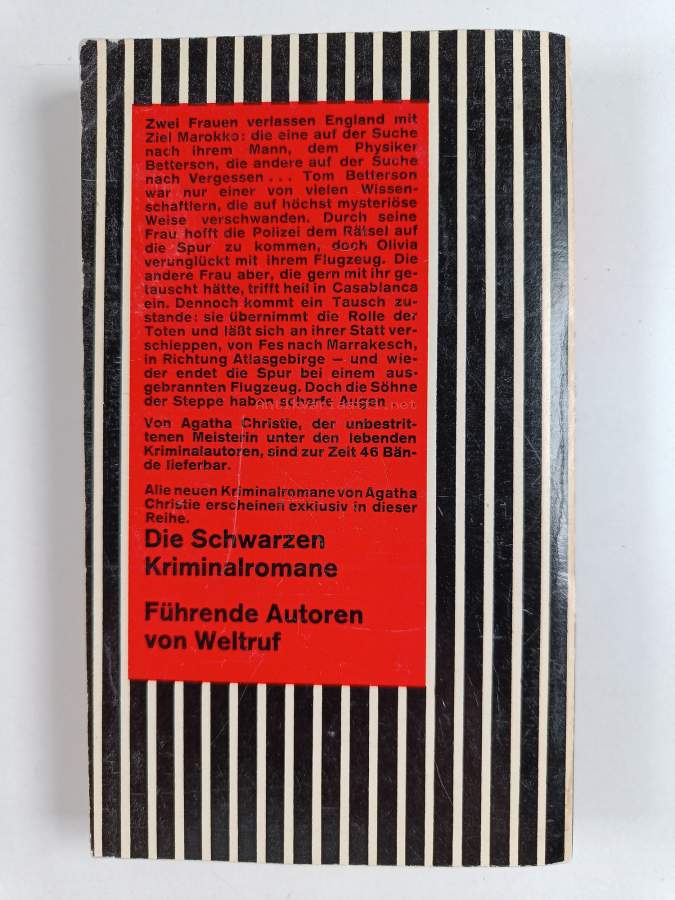 Zwei Frauen verlassen England mit
Ziel Marokko: die eine auf der Suche
nach ihrem Mann, dem Physiker
Betterson, die andere auf der Suche
nach Vergessen... Tom Betterson
war nur einer von vielen Wissen-
schaftlern, die auf höchst mysteriöse
Weise verschwanden. Durch seine
Frau hofft die Polizei dem Rätsel auf
die Spur zu kommen, doch Olivia
verunglückt mit ihrem Flugzeug. Die
andere Frau aber, die gern mit ihr ge-
tauscht hätte, trifft heil in Casablanca
ein. Dennoch kommt ein Tausch zu-
stande: sie übernimmt die Rolle der
Toten und läßt sich an ihrer Statt ver-
schleppen, von Fes nach Marrakesch,
in Richtung Atlasgebirge — und wie-
der endet die Spur bei einem aus-
gebrannten Flugzeug. Doch die Söhne
der Steppe haben scharfe Augen
Antikvariaatti.net
Von Agatha Christie, der unbestrit-
tenen Meisterin unter den lebenden
Kriminalautoren, sind zur Zeit 46 Bän-
de lieferbar.
Alle neuen Kriminalromane von Agatha
Christie erscheinen exklusiv in dieser
Reihe.
Die Schwarzen
Kriminalromane
Führende Autoren
von Weltruf